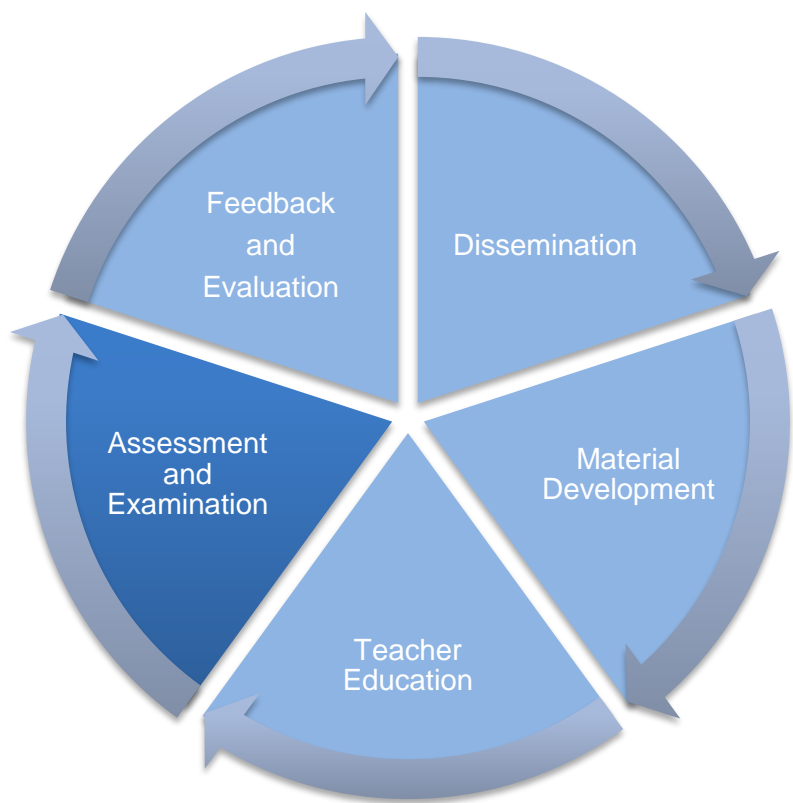 Feedback
and
Evaluation
Dissemination
Material
Development
Teacher
Education
Assessment
and
Examination